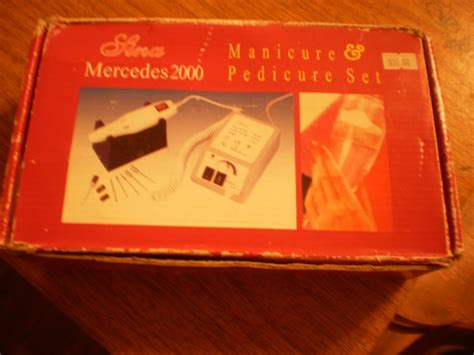 Sina
Mercedes 2000
Manicure &
Pedicure Set